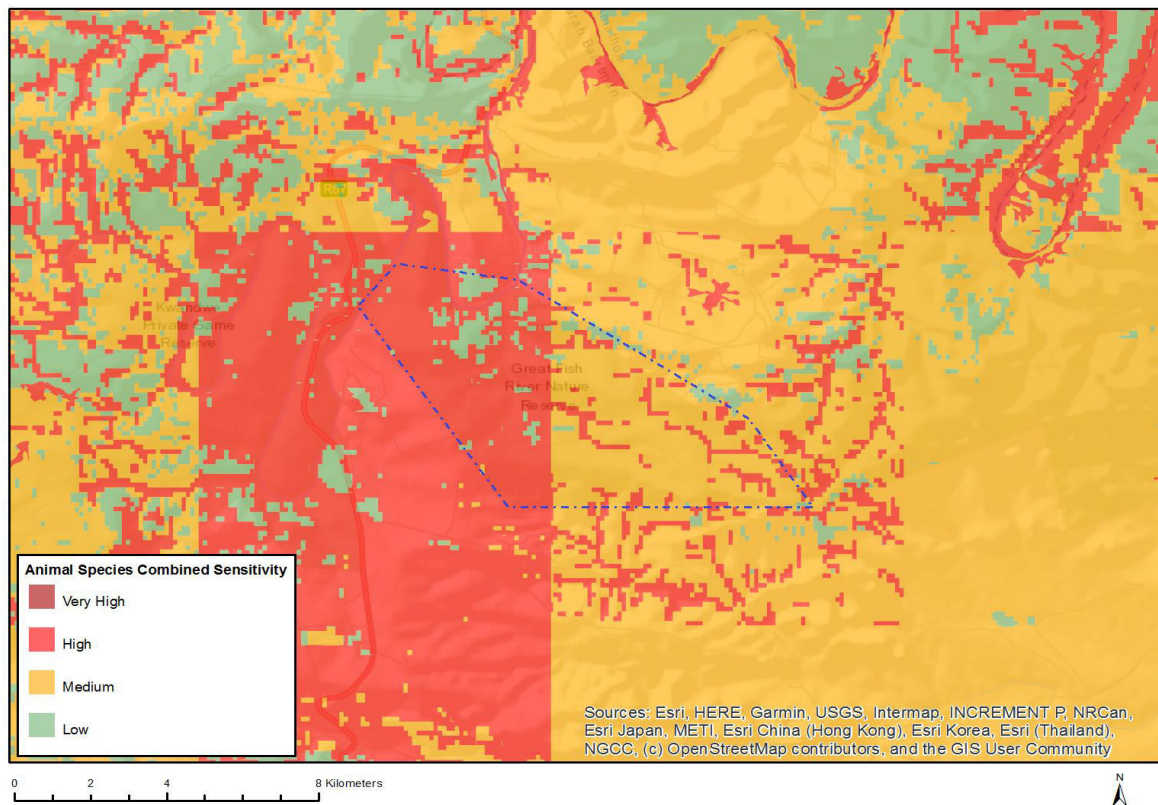 R67
Kwandwe
Private Game
Reserve
Great Fish
River Nature
Reserve
Animal Species Combined Sensitivity
Very High
High
Medium
Low
Sources: Esri, HERE, Garmin, USGS, Intermap, INCREMENT P, NRCan,
Esri Japan, METI, Esri China (Hong Kong), Esri Korea, Esri (Thailand),
NGCC, (c) OpenStreetMap contributors, and the GIS User Community
0 2 4 8 Kilometers
N